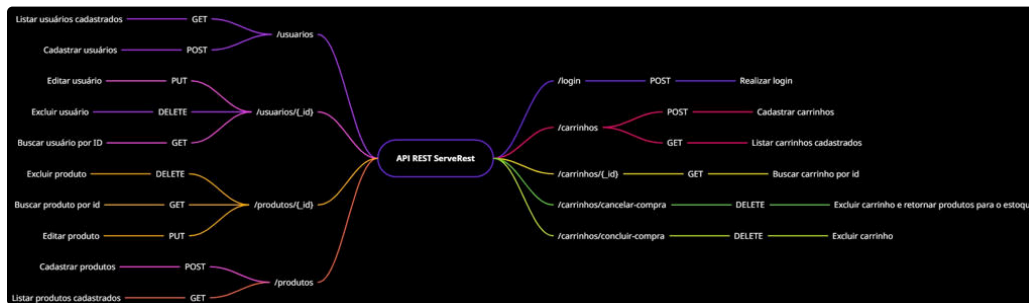 Listar usuários cadastrados GET
/usuarios
Cadastrar usuários POST
Editar usuário PUT
Excluir usuário DELETE /usuarios/{_id}
Buscar usuário por ID GET
Excluir produto DELETE
Buscar produto por id GET /produtos/{_id}
Editar produto PUT
Cadastrar produtos POST
/produtos
Listar produtos cadastrados GET
API REST ServeRest
/login POST Realizar login
POST Cadastrar carrinhos
/carrinhos
GET Listar carrinhos cadastrados
/carrinhos/{_id} GET Buscar carrinho por id
/carrinhos/cancelar-compra DELETE Excluir carrinho e retornar produtos para o estoqu
/carrinhos/concluir-compra DELETE Excluir carrinho